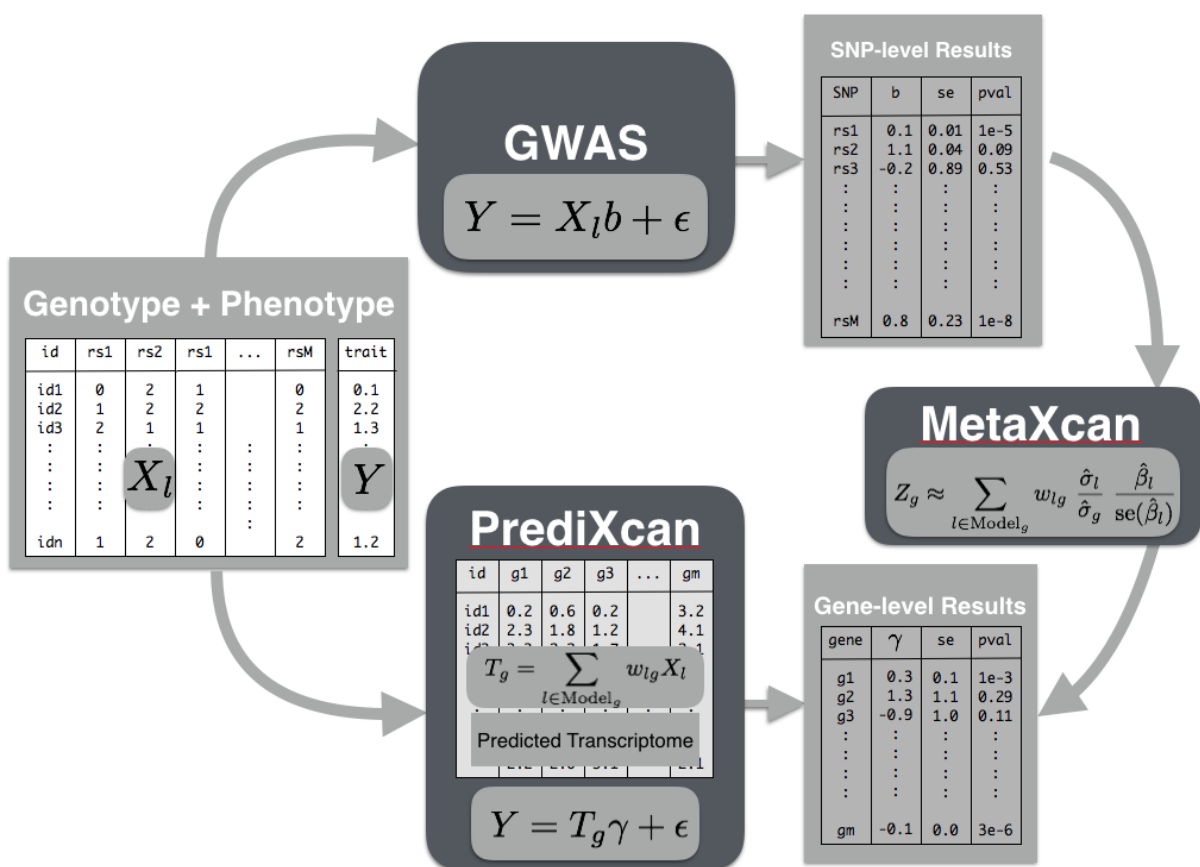 Genotype + Phenotype
id rs1 rs2 rs1 ... rsM trait
id1 0 2 1 0 0.1
id2 1 2 2 2 2.2
id3 2 1 1 1 1.3
: : : : : : :
: : : : :
: : : : :
: : : : :
:
X_l Y
idn 1 2 0 2 1.2
GWAS
Y = X_l b + ϵ
SNP-level Results
SNP b se pval
rs1 0.1 0.01 1e-5
rs2 1.1 0.04 0.09
rs3 -0.2 0.89 0.53
: : : :
: : : :
: : : :
: : : :
: : : :
: : : :
rsM 0.8 0.23 1e-8
MetaXcan
Z_g ≈ ∑_{l∈Model_g} w_{lg} \frac{σ̂_l}{σ̂_g} \frac{β̂_l}{se(β̂_l)}
PrediXcan
id g1 g2 g3 ... gm
id1 0.2 0.6 0.2 3.2
id2 2.3 1.8 1.2 4.1
T_g = ∑_{l∈Model_g} w_{lg} X_l
Predicted Transcriptome
Y = T_g γ + ϵ
Gene-level Results
gene γ se pval
g1 0.3 0.1 1e-3
g2 1.3 1.1 0.29
g3 -0.9 1.0 0.11
: : : :
: : : :
: : : :
: : : :
gm -0.1 0.0 3e-6